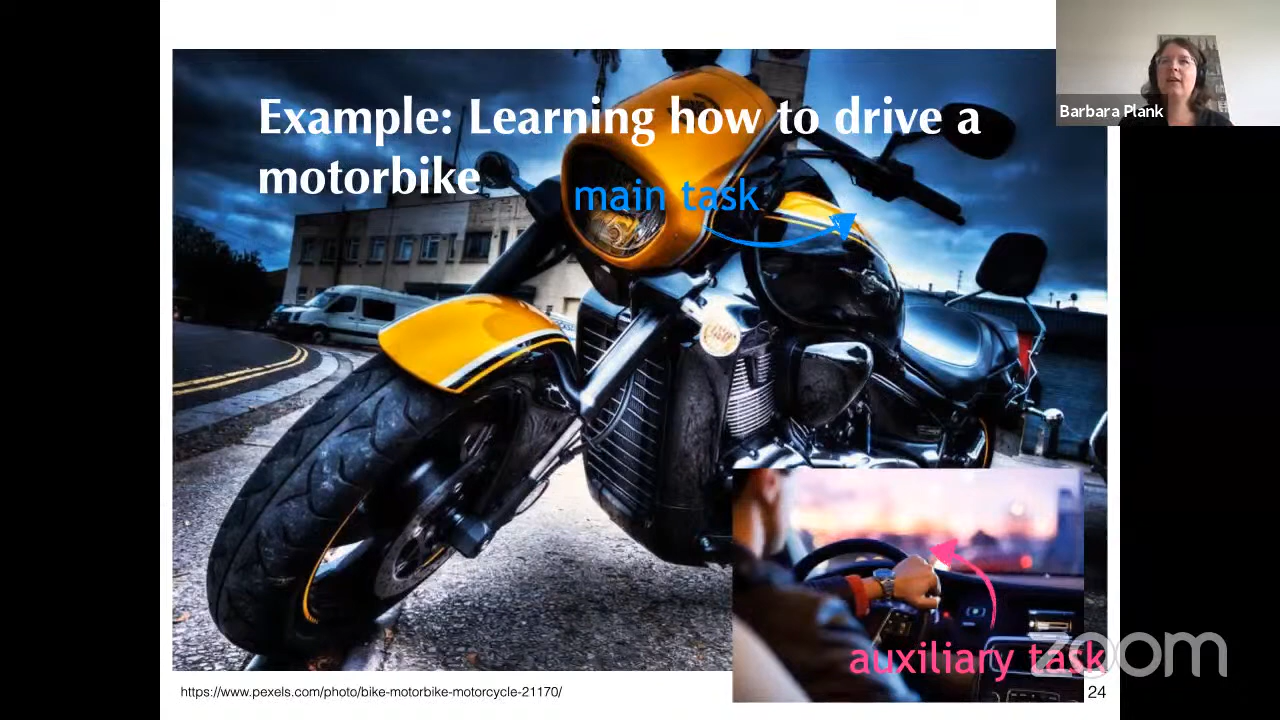 Barbara Plank
Example: Learning how to drive a
motorbike
main task
auxiliary task
zoom
https://www.pexels.com/photo/bike-motorbike-motorcycle-21170/
24